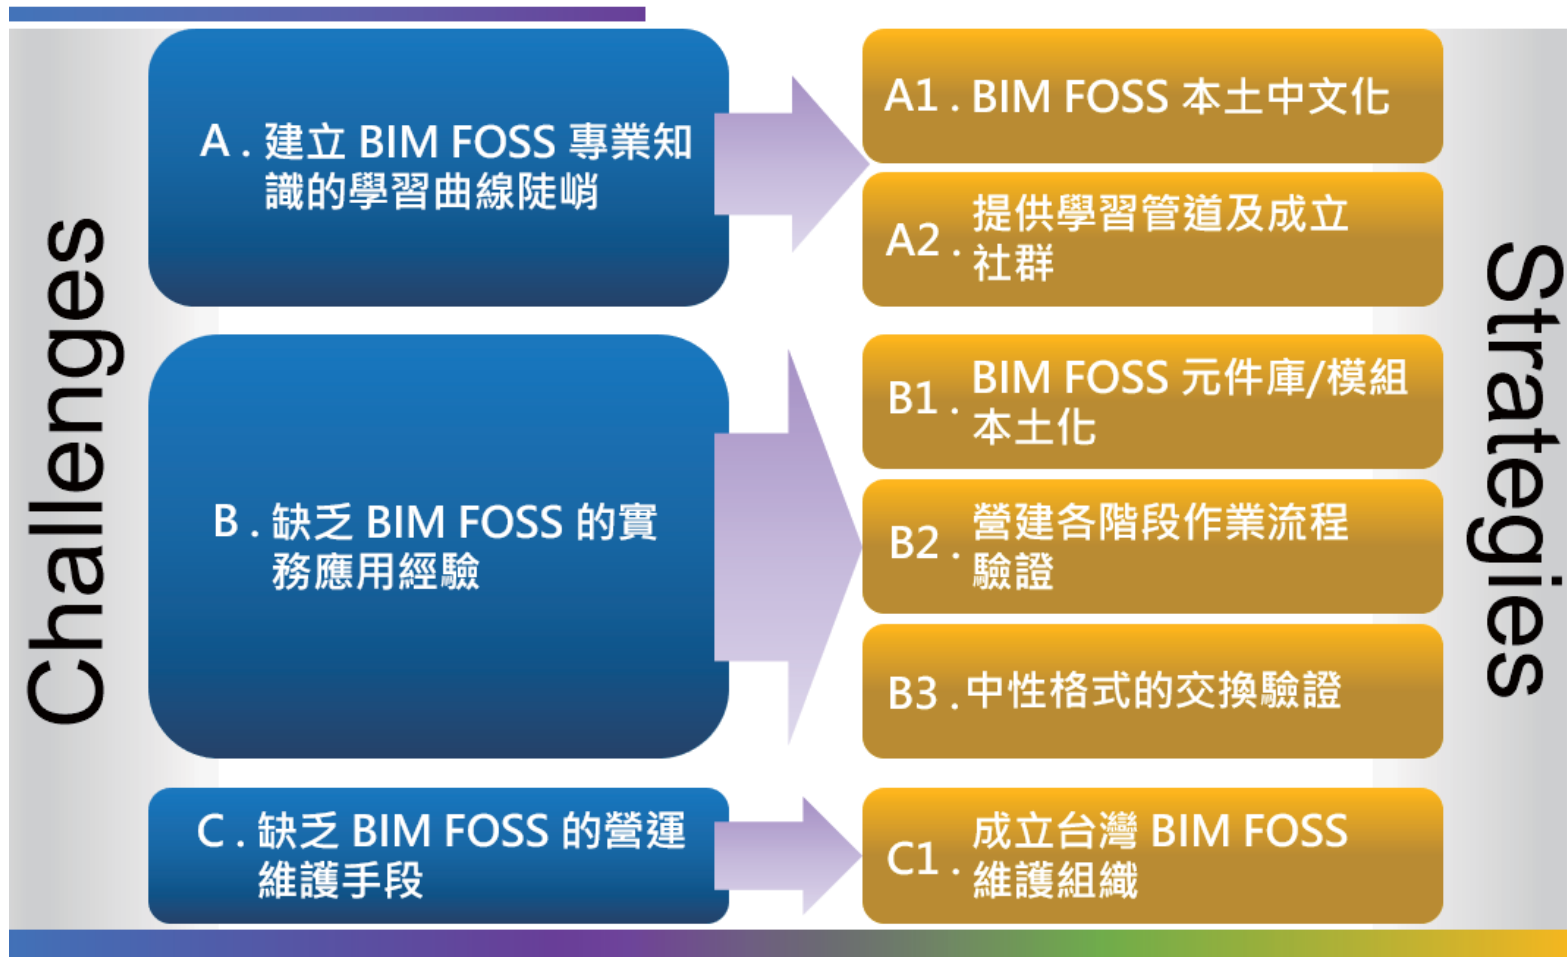 Challenges
A . 建立 BIM FOSS 專業知
識的學習曲線陡峭
A1 . BIM FOSS 本土中文化
A2 . 提供學習管道及成立
社群
B . 缺乏 BIM FOSS 的實
務應用經驗
B1 . BIM FOSS 元件庫/模組
本土化
B2 . 營建各階段作業流程
驗證
B3 . 中性格式的交換驗證
C . 缺乏 BIM FOSS 的營運
維護手段
C1 . 成立台灣 BIM FOSS
維護組織
Strategies